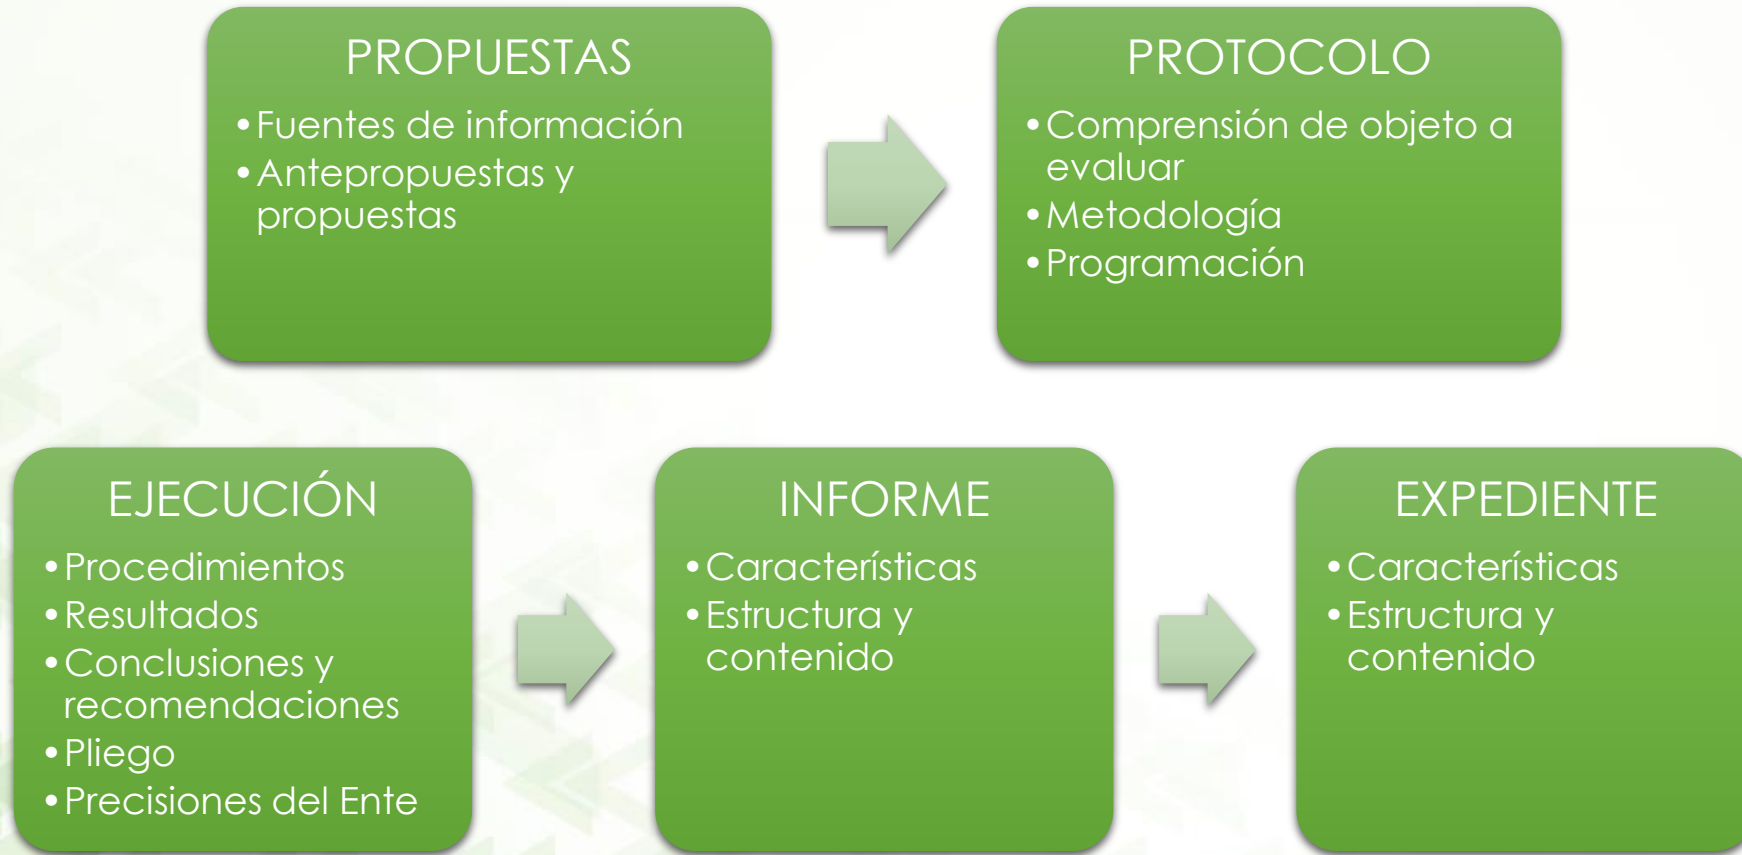 PROPUESTAS
•Fuentes de información
•Antepropuestas y
propuestas
PROTOCOLO
•Comprensión de objeto a
evaluar
•Metodología
•Programación
EJECUCIÓN
•Procedimientos
•Resultados
•Conclusiones y
recomendaciones
•Pliego
•Precisiones del Ente
INFORME
•Características
•Estructura y
contenido
EXPEDIENTE
•Características
•Estructura y
contenido